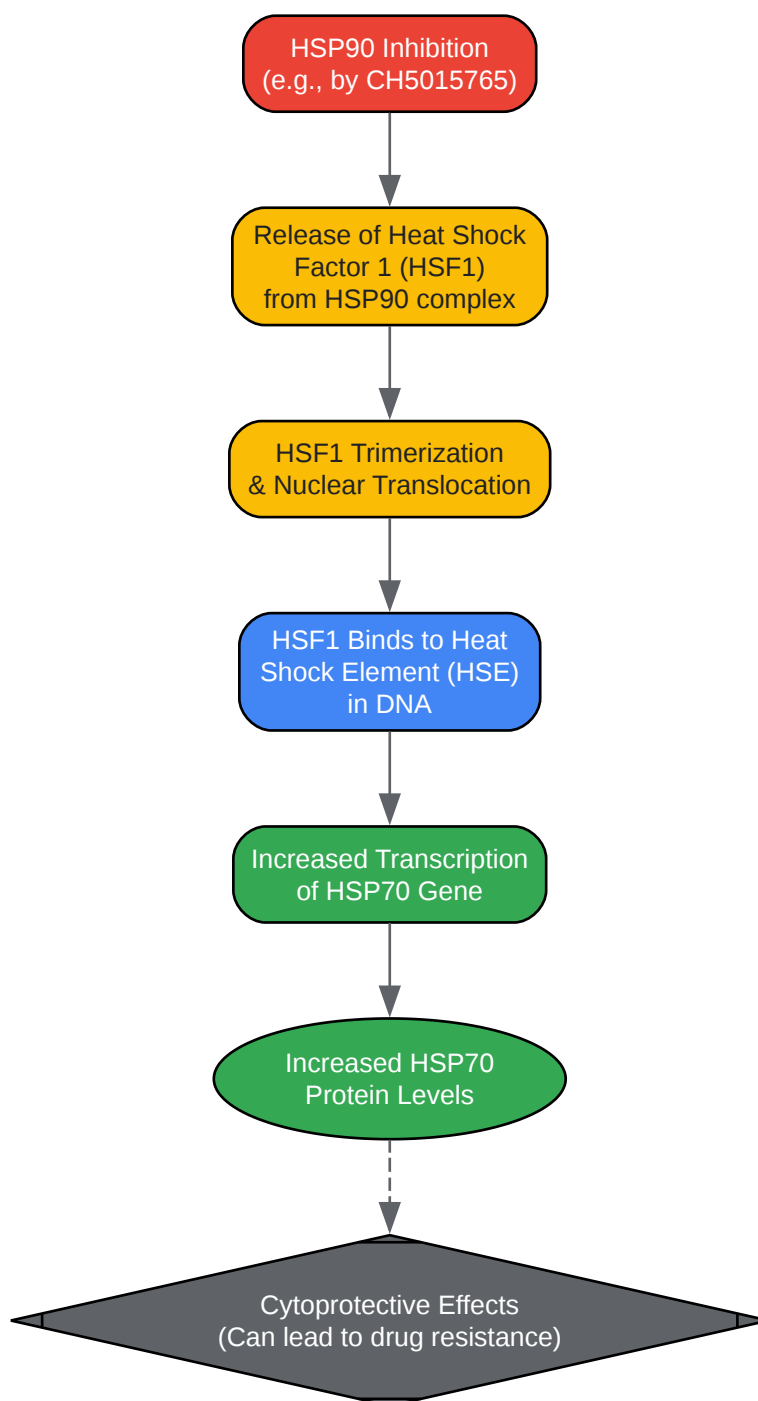 HSP90 Inhibition
(e.g., by CH5015765)
Release of Heat Shock
Factor 1 (HSF1)
from HSP90 complex
HSF1 Trimerization
& Nuclear Translocation
HSF1 Binds to Heat
Shock Element (HSE)
in DNA
Increased Transcription
of HSP70 Gene
Increased HSP70
Protein Levels
Cytoprotective Effects
(Can lead to drug resistance)